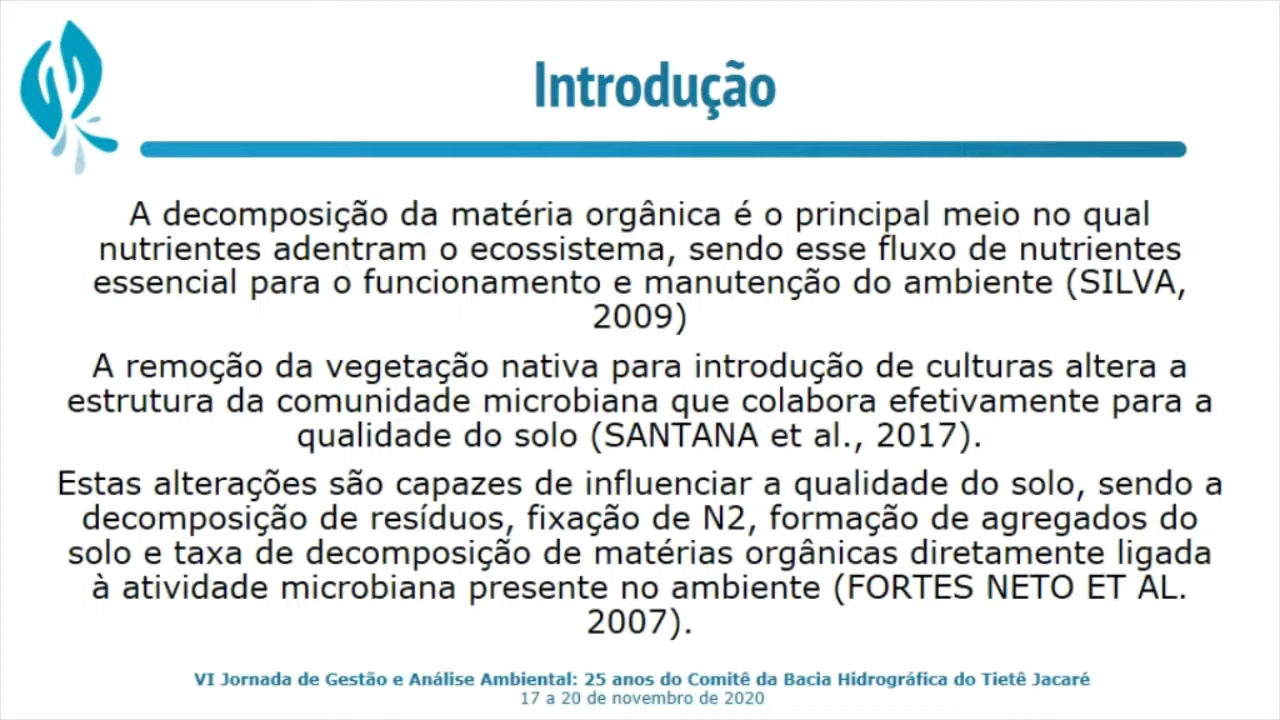 Introdução
A decomposição da matéria orgânica é o principal meio no qual
nutrientes adentram o ecossistema, sendo esse fluxo de nutrientes
essencial para o funcionamento e manutenção do ambiente (SILVA,
2009)
A remoção da vegetação nativa para introdução de culturas altera a
estrutura da comunidade microbiana que colabora efetivamente para a
qualidade do solo (SANTANA et al., 2017).
Estas alterações são capazes de influenciar a qualidade do solo, sendo a
decomposição de resíduos, fixação de N2, formação de agregados do
solo e taxa de decomposição de matérias orgânicas diretamente ligada
à atividade microbiana presente no ambiente (FORTES NETO ET AL.
2007).
VI Jornada de Gestão e Análise Ambiental: 25 anos do Comitê da Bacia Hidrográfica do Tietê Jacaré
17 a 20 de novembro de 2020